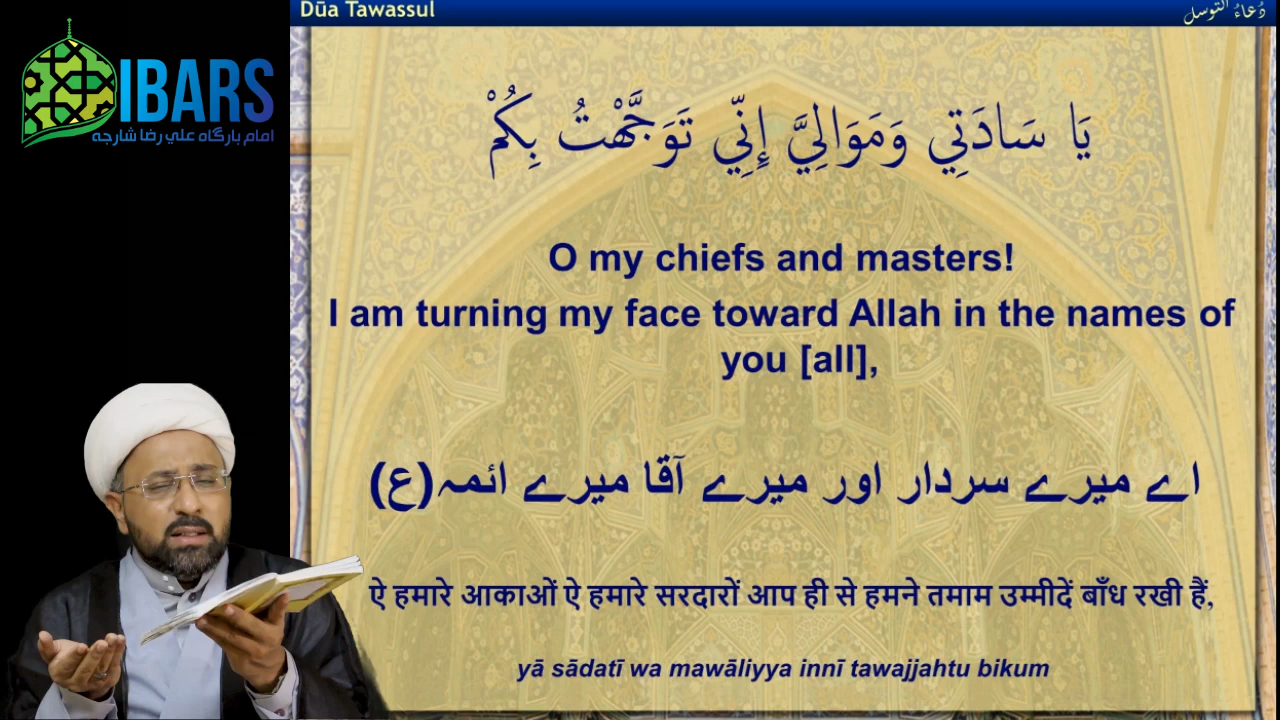 Dūa Tawassul
دُعاءُ التوسل
IBARS
امام بارگاه علي رضا شارجه
يَا سَادَتِي وَمَوَالِيَّ إِنِّي تَوَجَّهْتُ بِكُمْ
O my chiefs and masters!
I am turning my face toward Allah in the names of
you [all],
اے میرے سردار اور میرے آقا میرے ائمہ(ع)
ऐ हमारे आकाओं ऐ हमारे सरदारों आप ही से हमने तमाम उम्मीदें बाँध रखी हैं,
yā sādatī wa mawāliyya innī tawajjahtu bikum